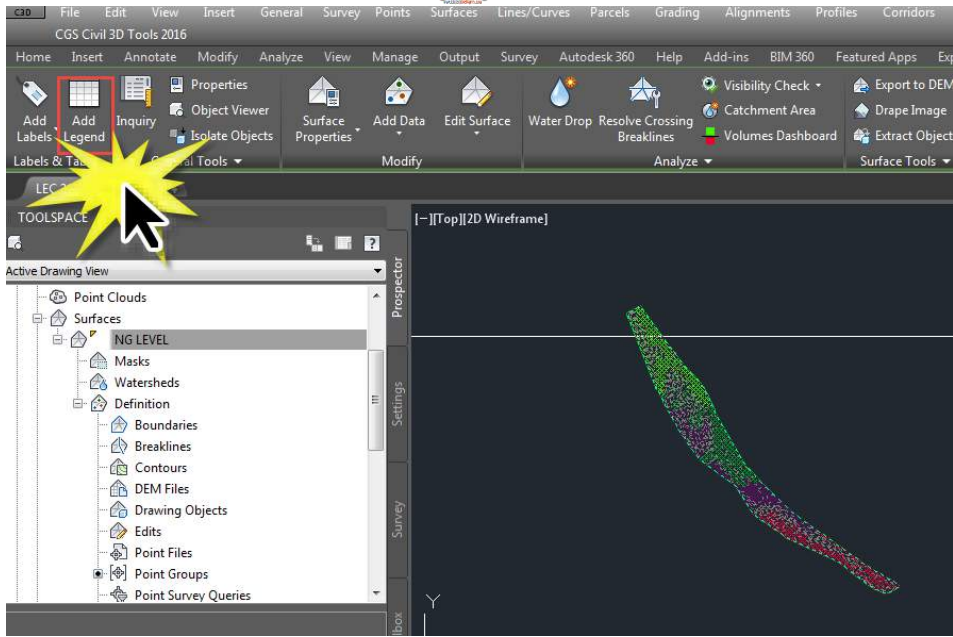 C3D File Edit View Insert General Survey Points Surfaces Lines/Curves Parcels Grading Alignments Profiles Corridors
CGS Civil 3D Tools 2016
Home Insert Annotate Modify Analyze View Manage Output Survey Autodesk 360 Help Add-ins BIM 360 Featured Apps
Add Labels
Add Legend
Inquiry
Properties
Object Viewer
Isolate Objects
Surface Properties
Add Data
Edit Surface
Water Drop
Resolve Crossing Breaklines
Visibility Check
Catchment Area
Volumes Dashboard
Export to DEM
Drape Image
Extract Object
Labels &
Tools
Modify
Analyze
Surface Tools
LEC
TOOLSPACE
[-][Top][2D Wireframe]
?
Active Drawing View
Point Clouds
Surfaces
NG LEVEL
Masks
Watersheds
Definition
Boundaries
Breaklines
Contours
DEM Files
Drawing Objects
Edits
Point Files
Point Groups
Point Survey Queries
Prospector
Settings
Survey
Y